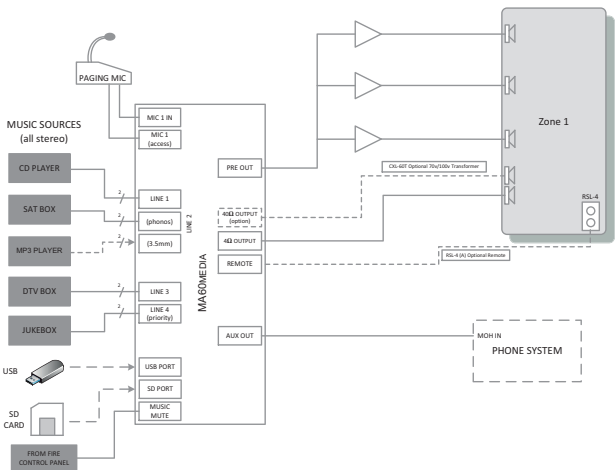 PAGING MIC
MUSIC SOURCES
(all stereo)
CD PLAYER
SAT BOX
MP3 PLAYER
DTV BOX
JUKEBOX
USB
SD
CARD
FROM FIRE
CONTROL PANEL
2
2
2
2
2
MIC 1 IN
MIC 1
(access)
LINE 1
LINE 2
(phonos)
(3.5mm)
LINE 3
LINE 4
(priority)
USB PORT
SD PORT
MUSIC
MUTE
MA60MEDIA
PRE OUT
40Ω OUTPUT
(option)
4Ω OUTPUT
REMOTE
AUX OUT
CXL-60T Optional 70v/100v Transformer
RSL-4 (A) Optional Remote
Zone 1
RSL-4
MOH IN
PHONE SYSTEM